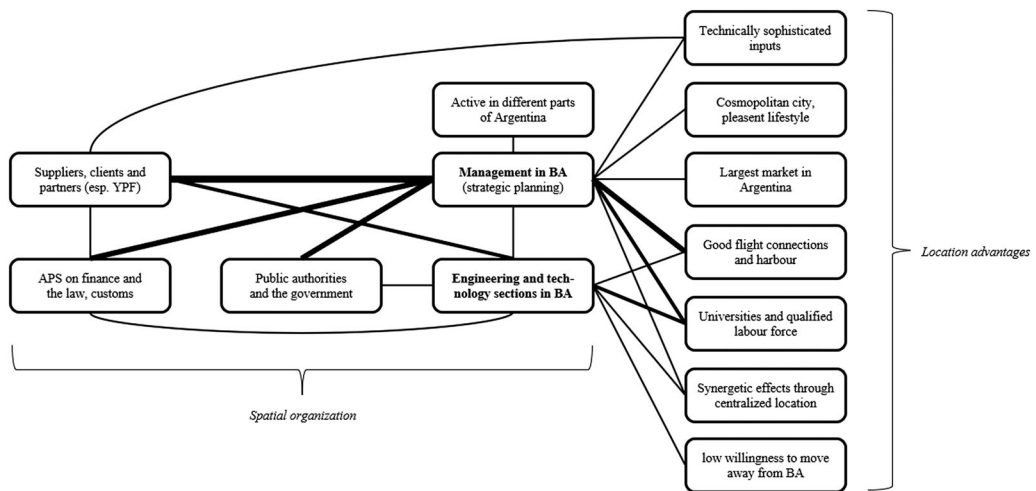 Technically sophisticated
inputs
Active in different parts
of Argentina
Cosmopolitan city,
pleasent lifestyle
Suppliers, clients and
partners (esp. YPF)
Management in BA
(strategic planning)
Largest market in
Argentina
Good flight connections
and harbour
Location advantages
APS on finance and
the law, customs
Public authorities
and the government
Engineering and tech-
nology sections in BA
Universities and qualified
labour force
Synergetic effects through
centralized location
Spatial organization
low willingness to move
away from BA